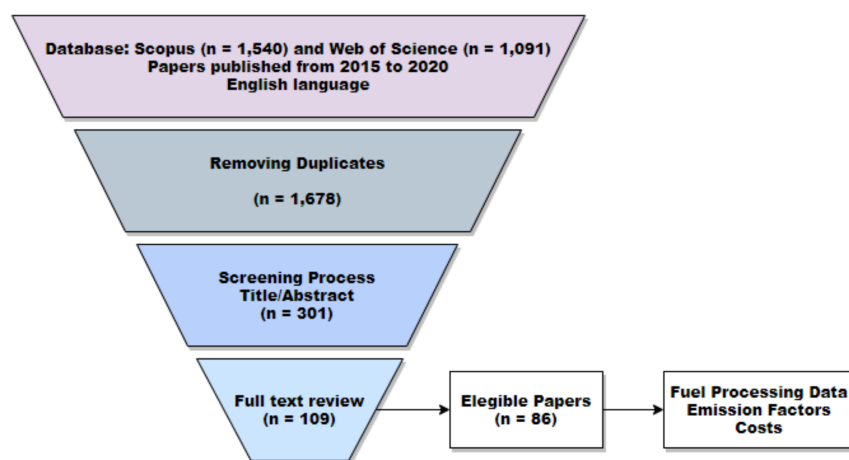 Database: Scopus (n = 1,540) and Web of Science (n = 1,091)
Papers published from 2015 to 2020
English language
Removing Duplicates
(n = 1,678)
Screening Process
Title/Abstract
(n = 301)
Full text review
(n = 109)
Elegible Papers
(n = 86)
Fuel Processing Data
Emission Factors
Costs